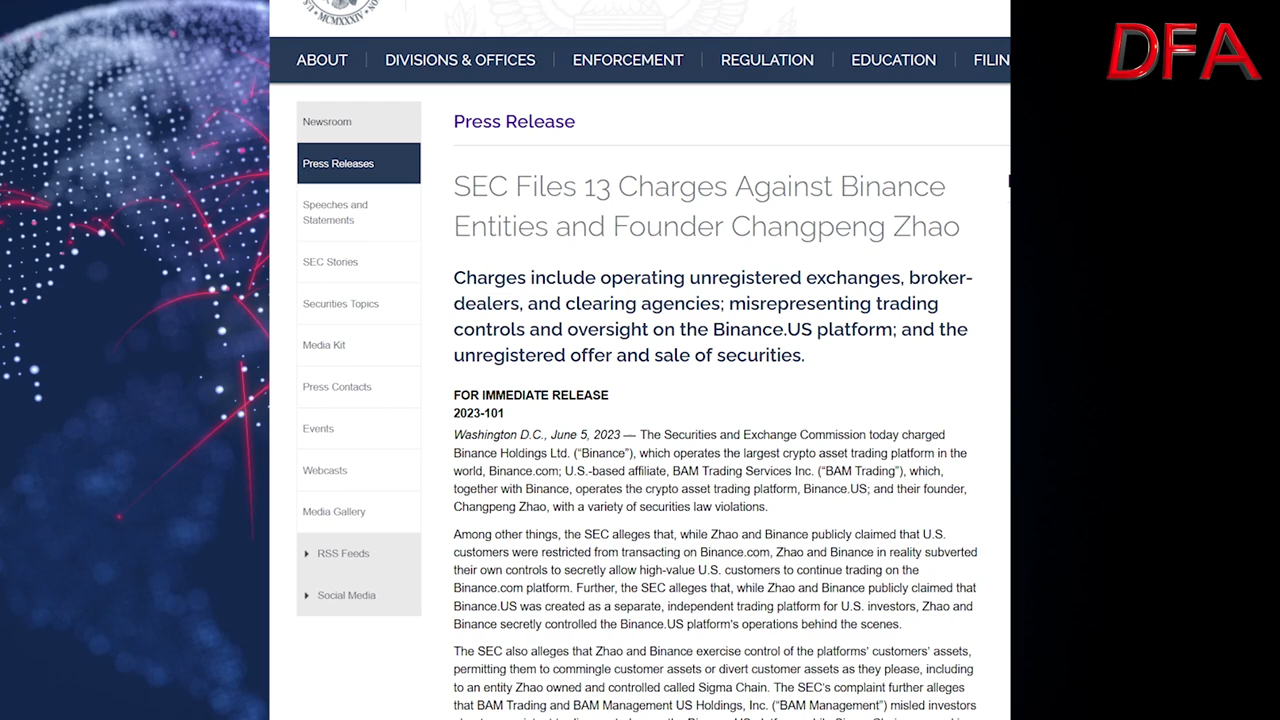 MCMXXXIV
DFA
ABOUT
DIVISIONS & OFFICES
ENFORCEMENT
REGULATION
EDUCATION
FILIN
Newsroom
Press Releases
Speeches and
Statements
SEC Stories
Securities Topics
Media Kit
Press Contacts
Events
Webcasts
Media Gallery
RSS Feeds
Social Media
Press Release
SEC Files 13 Charges Against Binance
Entities and Founder Changpeng Zhao
Charges include operating unregistered exchanges, broker-
dealers, and clearing agencies; misrepresenting trading
controls and oversight on the Binance.US platform; and the
unregistered offer and sale of securities.
FOR IMMEDIATE RELEASE
2023-101
Washington D.C., June 5, 2023 — The Securities and Exchange Commission today charged
Binance Holdings Ltd. (“Binance”), which operates the largest crypto asset trading platform in the
world, Binance.com; U.S.-based affiliate, BAM Trading Services Inc. (“BAM Trading”), which,
together with Binance, operates the crypto asset trading platform, Binance.US; and their founder,
Changpeng Zhao, with a variety of securities law violations.
Among other things, the SEC alleges that, while Zhao and Binance publicly claimed that U.S.
customers were restricted from transacting on Binance.com, Zhao and Binance in reality subverted
their own controls to secretly allow high-value U.S. customers to continue trading on the
Binance.com platform. Further, the SEC alleges that, while Zhao and Binance publicly claimed that
Binance.US was created as a separate, independent trading platform for U.S. investors, Zhao and
Binance secretly controlled the Binance.US platform’s operations behind the scenes.
The SEC also alleges that Zhao and Binance exercise control of the platforms’ customers’ assets,
permitting them to commingle customer assets or divert customer assets as they please, including
to an entity Zhao owned and controlled called Sigma Chain. The SEC’s complaint further alleges
that BAM Trading and BAM Management US Holdings, Inc. (“BAM Management”) misled investors